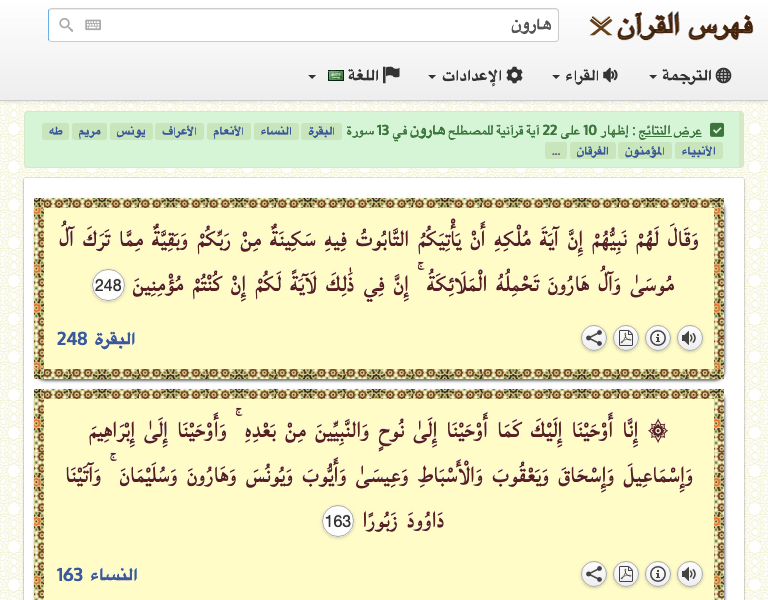 فهرس القرآن
هارون
الترجمة القراء الإعدادات اللغة
عرض النتائج : إظهار 10 على 22 آية قرآنية للمصطلح هارون في 13 سورة البقرة النساء الأنعام الأعراف يونس مريم طه
الأنبياء المؤمنون الفرقان ...
وَقَالَ لَهُمْ نَبِيُّهُمْ إِنَّ آيَةَ مُلْكِهِ أَنْ يَأْتِيَكُمُ التَّابُوتُ فِيهِ سَكِينَةٌ مِنْ رَبِّكُمْ وَبَقِيَّةٌ مِمَّا تَرَكَ آلُ
مُوسَىٰ وَآلُ هَارُونَ تَحْمِلُهُ الْمَلَائِكَةُ ۚ إِنَّ فِي ذَٰلِكَ لَآيَةً لَكُمْ إِنْ كُنْتُمْ مُؤْمِنِينَ 248
البقرة 248
۞ إِنَّا أَوْحَيْنَا إِلَيْكَ كَمَا أَوْحَيْنَا إِلَىٰ نُوحٍ وَالنَّبِيِّينَ مِنْ بَعْدِهِ ۚ وَأَوْحَيْنَا إِلَىٰ إِبْرَاهِيمَ
وَإِسْمَاعِيلَ وَإِسْحَاقَ وَيَعْقُوبَ وَالْأَسْبَاطِ وَعِيسَىٰ وَأَيُّوبَ وَيُونُسَ وَهَارُونَ وَسُلَيْمَانَ ۚ وَآتَيْنَا
دَاوُودَ زَبُورًا 163
النساء 163